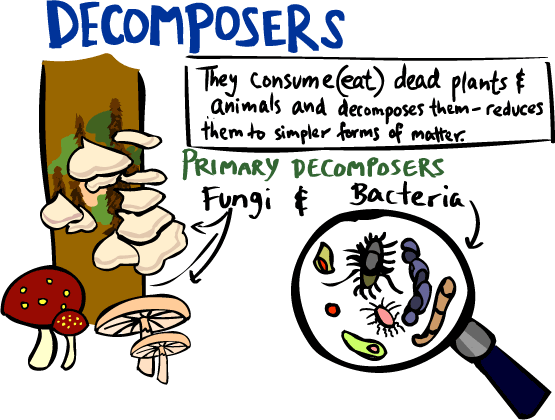 DECOMPOSERS
They consume(eat) dead plants &
animals and decomposes them-reduces
them to simpler forms of matter.
PRIMARY DECOMPOSERS
Fungi & Bacteria